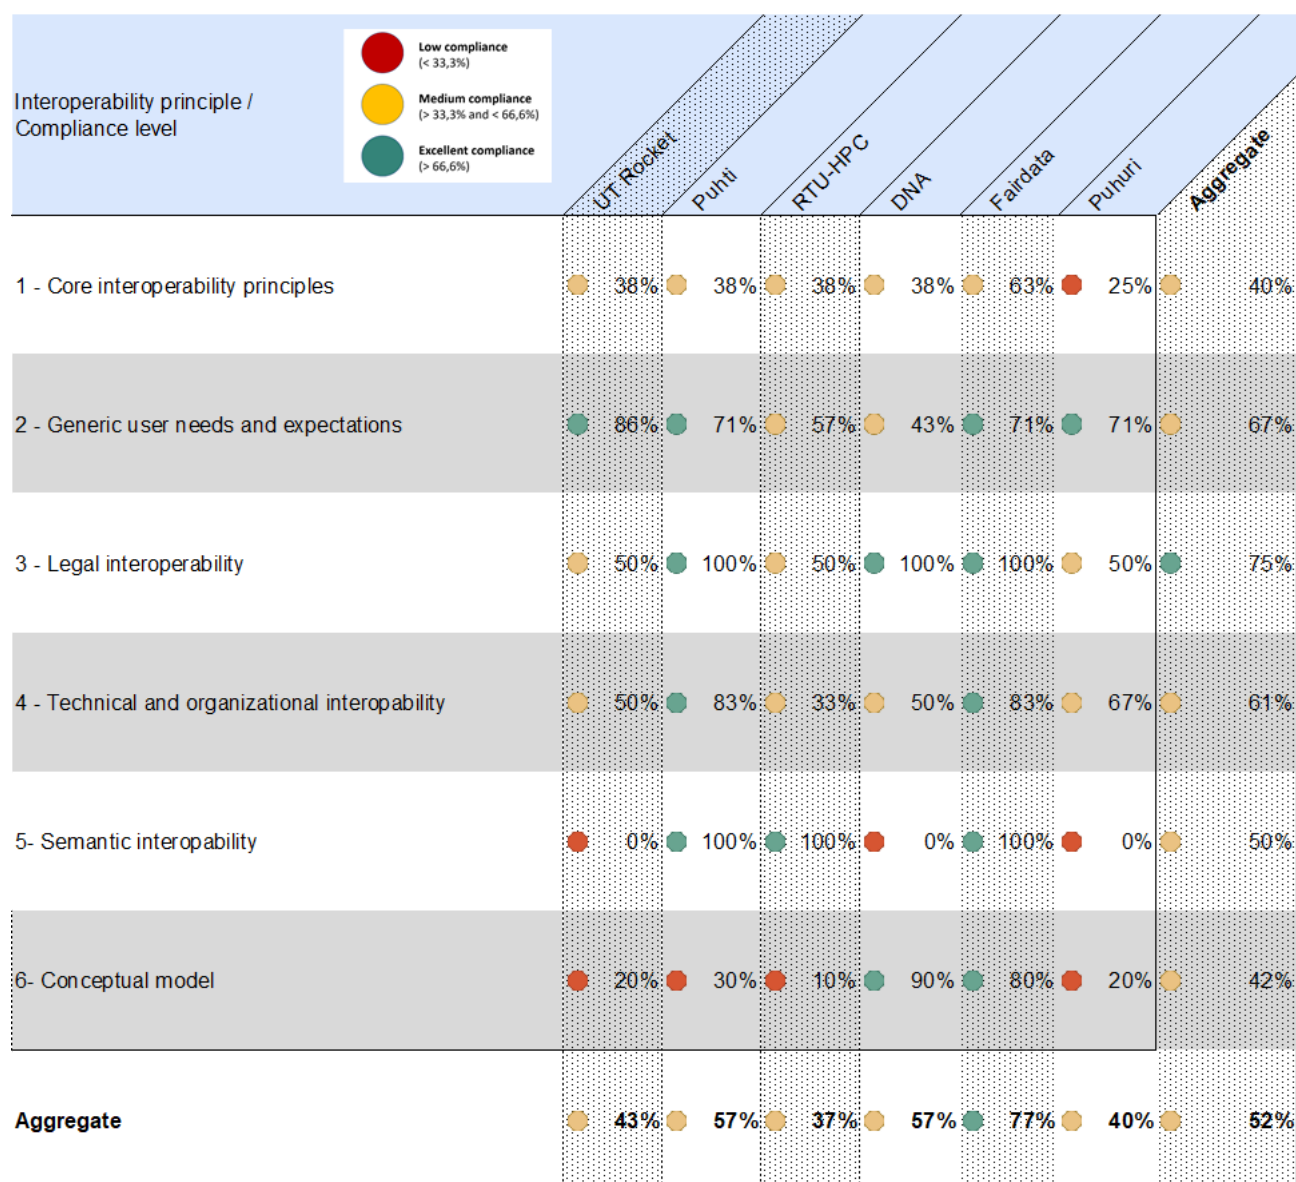 Interoperability principle /
Compliance level
Low compliance
(< 33,3%)
Medium compliance
(> 33,3% and < 66,6%)
Excellent compliance
(> 66,6%)
UT Rocket
Puhti
RTU-HPC
DNA
Fairdata
Puhuri
Aggregate
1 - Core interoperability principles 38% 38% 38% 38% 63% 25% 40%
2 - Generic user needs and expectations 86% 71% 57% 43% 71% 71% 67%
3 - Legal interoperability 50% 100% 50% 100% 100% 50% 75%
4 - Technical and organizational interopability 50% 83% 33% 50% 83% 67% 61%
5- Semantic interopability 0% 100% 100% 0% 100% 0% 50%
6- Conceptual model 20% 30% 10% 90% 80% 20% 42%
Aggregate 43% 57% 37% 57% 77% 40% 52%